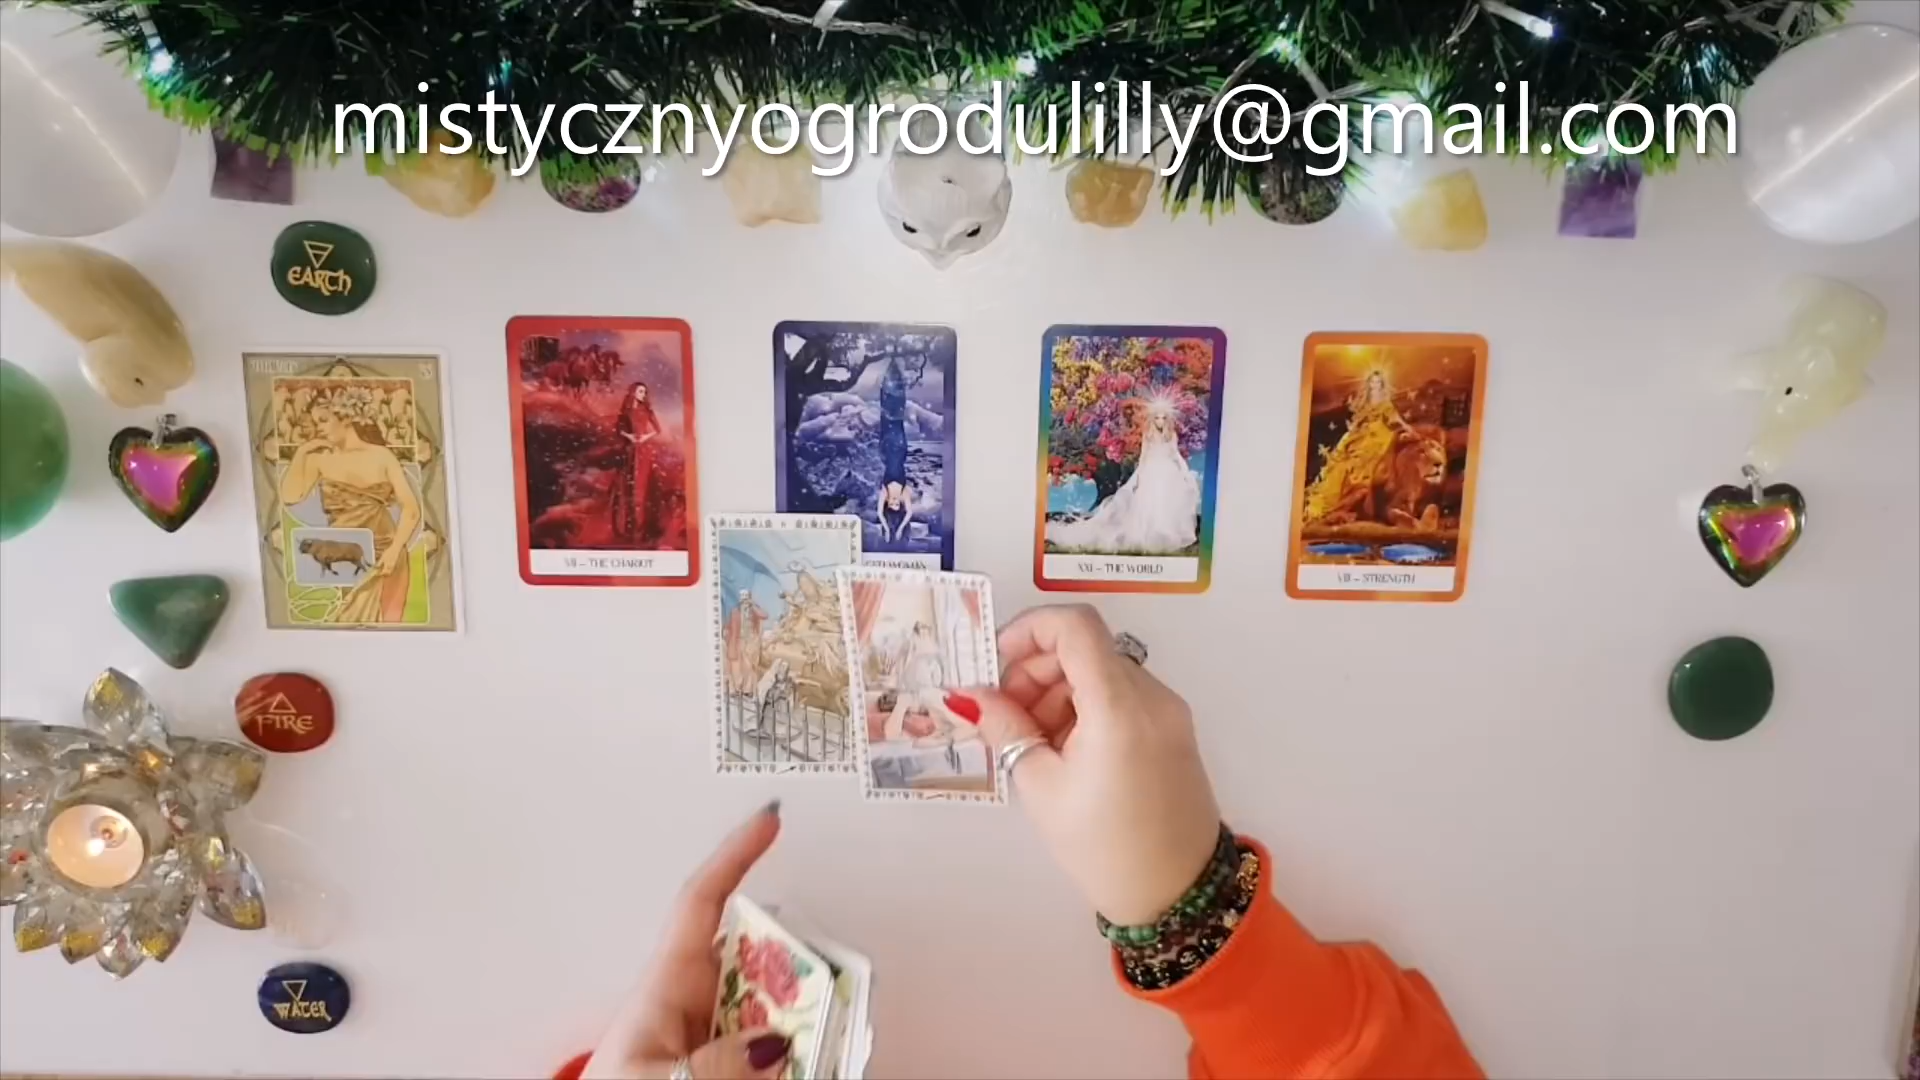 mistycznyogrodulilly@gmail.com
EARTH
VII – THE CHARIOT
XXI – THE WORLD
VIII – STRENGTH
FIRE
WATER